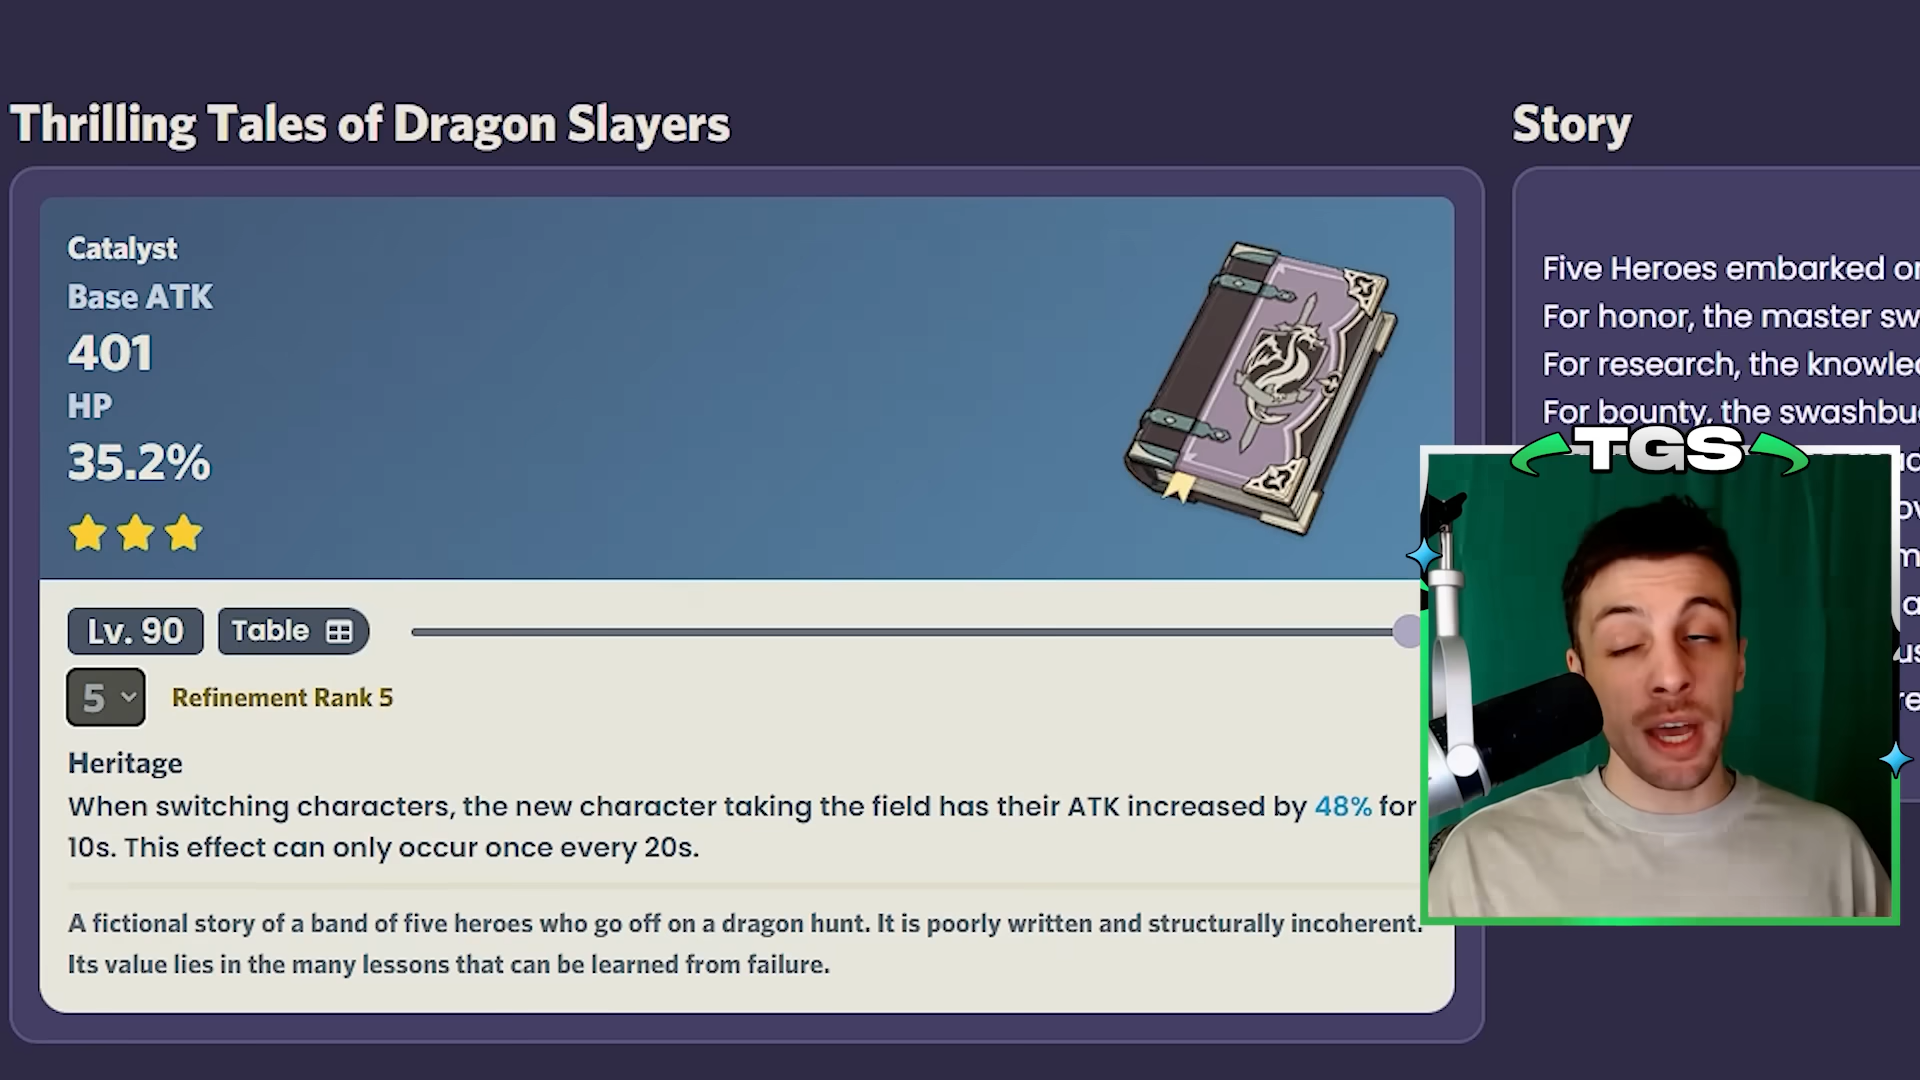 Thrilling Tales of Dragon Slayers
Catalyst
Base ATK
401
HP
35.2%
Lv. 90
Table
5
Refinement Rank 5
Heritage
When switching characters, the new character taking the field has their ATK increased by 48% for
10s. This effect can only occur once every 20s.
A fictional story of a band of five heroes who go off on a dragon hunt. It is poorly written and structurally incoherent.
Its value lies in the many lessons that can be learned from failure.
Story
Five Heroes embarked
For honor, the master
For research, the
For bounty, the
TGS